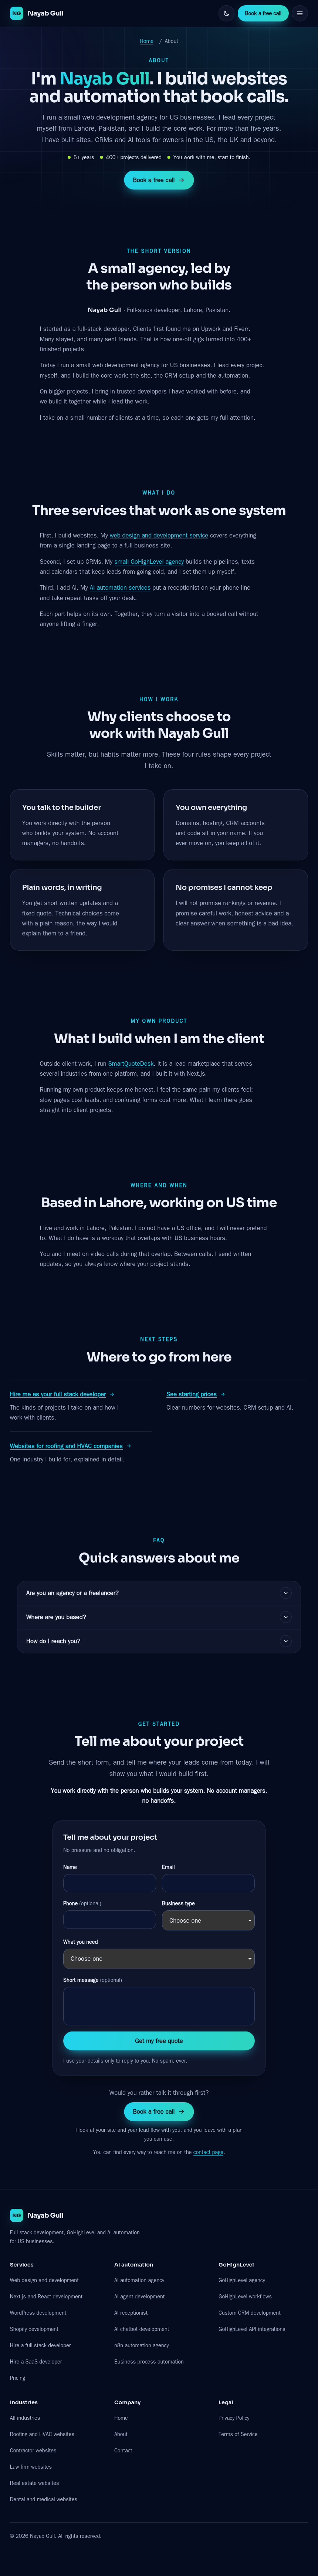 NG Nayab Gull
Book a free call
Home / About
ABOUT
I'm Nayab Gull. I build websites
and automation that book calls.
I run a small web development agency for US businesses. I lead every project
myself from Lahore, Pakistan, and I build the core work. For more than five years,
I have built sites, CRMs and AI tools for owners in the US, the UK and beyond.
5+ years 400+ projects delivered You work with me, start to finish.
Book a free call
THE SHORT VERSION
A small agency, led by
the person who builds
Nayab Gull · Full-stack developer, Lahore, Pakistan.
I started as a full-stack developer. Clients first found me on Upwork and Fiverr.
Many stayed, and many sent friends. That is how one-off gigs turned into 400+
finished projects.
Today I run a small web development agency for US businesses. I lead every project
myself, and I build the core work: the site, the CRM setup and the automation.
On bigger projects, I bring in trusted developers I have worked with before, and
we build it together while I lead the work.
I take on a small number of clients at a time, so each one gets my full attention.
WHAT I DO
Three services that work as one system
First, I build websites. My web design and development service covers everything
from a single landing page to a full business site.
Second, I set up CRMs. My small GoHighLevel agency builds the pipelines, texts
and calendars that keep leads from going cold, and I set them up myself.
Third, I add AI. My AI automation services put a receptionist on your phone line
and take repeat tasks off your desk.
Each part helps on its own. Together, they turn a visitor into a booked call without
anyone lifting a finger.
HOW I WORK
Why clients choose to
work with Nayab Gull
Skills matter, but habits matter more. These four rules shape every project
I take on.
You talk to the builder
You work directly with the person
who builds your system. No account
managers, no handoffs.
You own everything
Domains, hosting, CRM accounts
and code sit in your name. If you
ever move on, you keep all of it.
Plain words, in writing
You get short written updates and a
fixed quote. Technical choices come
with a plain reason, the way I would
explain them to a friend.
No promises I cannot keep
I will not promise rankings or revenue. I
promise careful work, honest advice and a
clear answer when something is a bad idea.
MY OWN PRODUCT
What I build when I am the client
Outside client work, I run SmartQuoteDesk. It is a lead marketplace that serves
several industries from one platform, and I built it with Next.js.
Running my own product keeps me honest. I feel the same pain my clients feel:
slow pages cost leads, and confusing forms cost more. What I learn there goes
straight into client projects.
WHERE AND WHEN
Based in Lahore, working on US time
I live and work in Lahore, Pakistan. I do not have a US office, and I will never pretend
to. What I do have is a workday that overlaps with US business hours.
You and I meet on video calls during that overlap. Between calls, I send written
updates, so you always know where your project stands.
NEXT STEPS
Where to go from here
Hire me as your full stack developer
The kinds of projects I take on and how I
work with clients.
See starting prices
Clear numbers for websites, CRM setup and AI.
Websites for roofing and HVAC companies
One industry I build for, explained in detail.
FAQ
Quick answers about me
Are you an agency or a freelancer?
Where are you based?
How do I reach you?
GET STARTED
Tell me about your project
Send the short form, and tell me where your leads come from today. I will
show you what I would build first.
You work directly with the person who builds your system. No account managers,
no handoffs.
Tell me about your project
No pressure and no obligation.
Name
Email
Phone (optional)
Business type
Choose one
What you need
Choose one
Short message (optional)
Get my free quote
I use your details only to reply to you. No spam, ever.
Would you rather talk it through first?
Book a free call
I look at your site and your lead flow with you, and you leave with a plan
you can use.
You can find every way to reach me on the contact page.
NG Nayab Gull
Full-stack development, GoHighLevel and AI automation
for US businesses.
Services
Web design and development
Next.js and React development
WordPress development
Shopify development
Hire a full stack developer
Hire a SaaS developer
Pricing
AI automation
AI automation agency
AI agent development
AI receptionist
AI chatbot development
n8n automation agency
Business process automation
GoHighLevel
GoHighLevel agency
GoHighLevel workflows
Custom CRM development
GoHighLevel API integrations
Industries
All industries
Roofing and HVAC websites
Contractor websites
Law firm websites
Real estate websites
Dental and medical websites
Company
Home
About
Contact
Legal
Privacy Policy
Terms of Service
© 2026 Nayab Gull. All rights reserved.